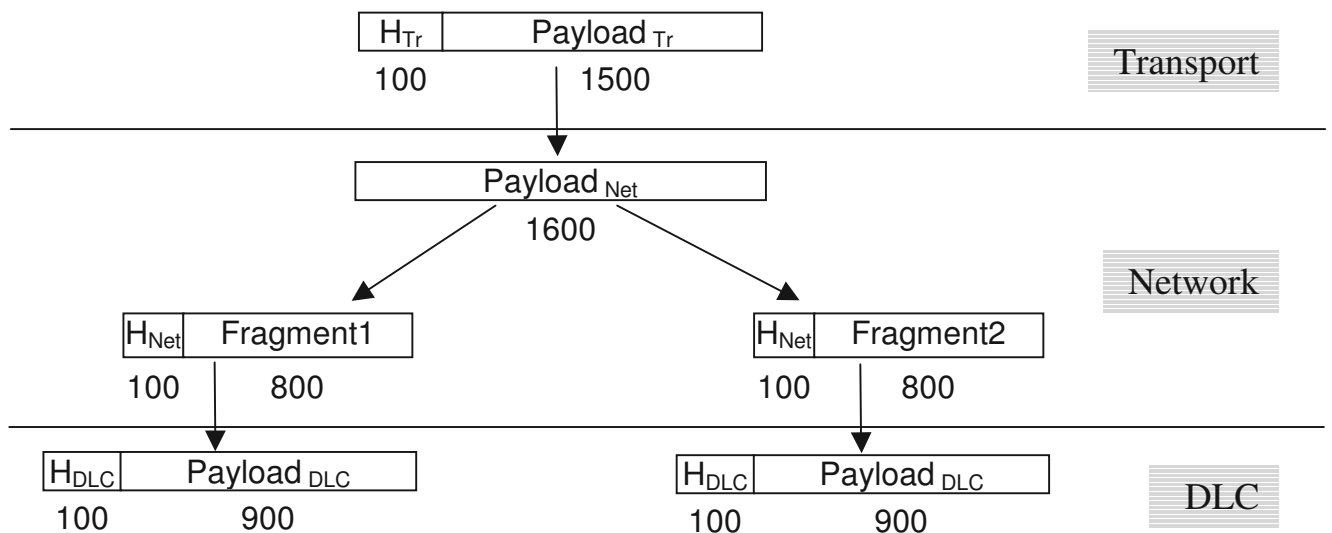 H_Tr Payload_Tr
100 1500
Transport
Payload_Net
1600
Network
H_Net Fragment1
100 800
H_Net Fragment2
100 800
H_DLC Payload_DLC
100 900
H_DLC Payload_DLC
100 900
DLC